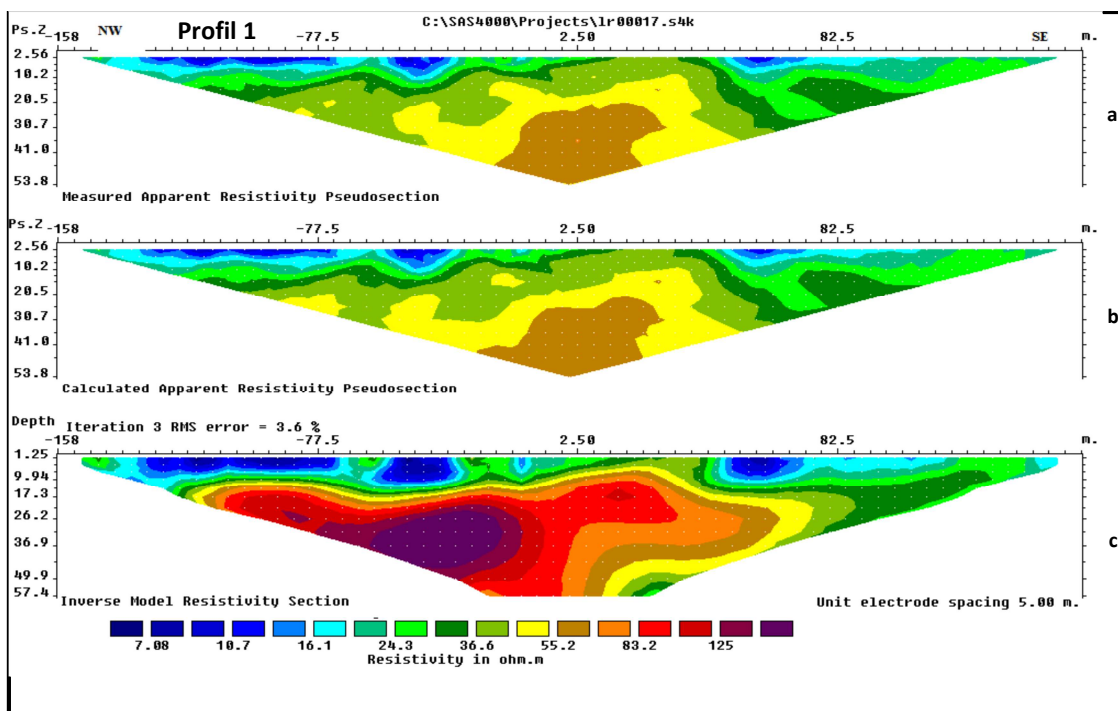 C:\SAS4000\Projects\lr00017.s4k
Ps.Z -158 NW Profil 1 -77.5 2.50 82.5 SE m.
2.56
10.2
20.5
30.7
41.0
53.8
a
Measured Apparent Resistivity Pseudosection
Ps.Z -158 -77.5 2.50 82.5 m.
2.56
10.2
20.5
30.7
41.0
53.8
b
Calculated Apparent Resistivity Pseudosection
Depth Iteration 3 RMS error = 3.6 %
-158 -77.5 2.50 82.5 m.
1.25
9.94
17.3
26.2
36.9
49.9
57.4
c
Inverse Model Resistivity Section Unit electrode spacing 5.00 m.
7.08 10.7 16.1 24.3 36.6 55.2 83.2 125
Resistivity in ohm.m